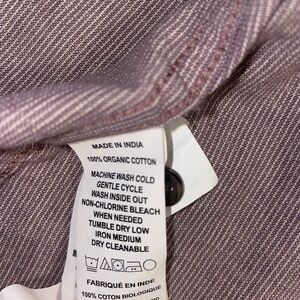 MADE IN INDIA
100% ORGANIC COTTON
MACHINE WASH COLD
GENTLE CYCLE
WASH INSIDE OUT
NON-CHLORINE BLEACH
WHEN NEEDED
TUMBLE DRY LOW
IRON MEDIUM
DRY CLEANABLE
FABRIQUÉ EN INDE
100% COTON BIOLOGIQUE